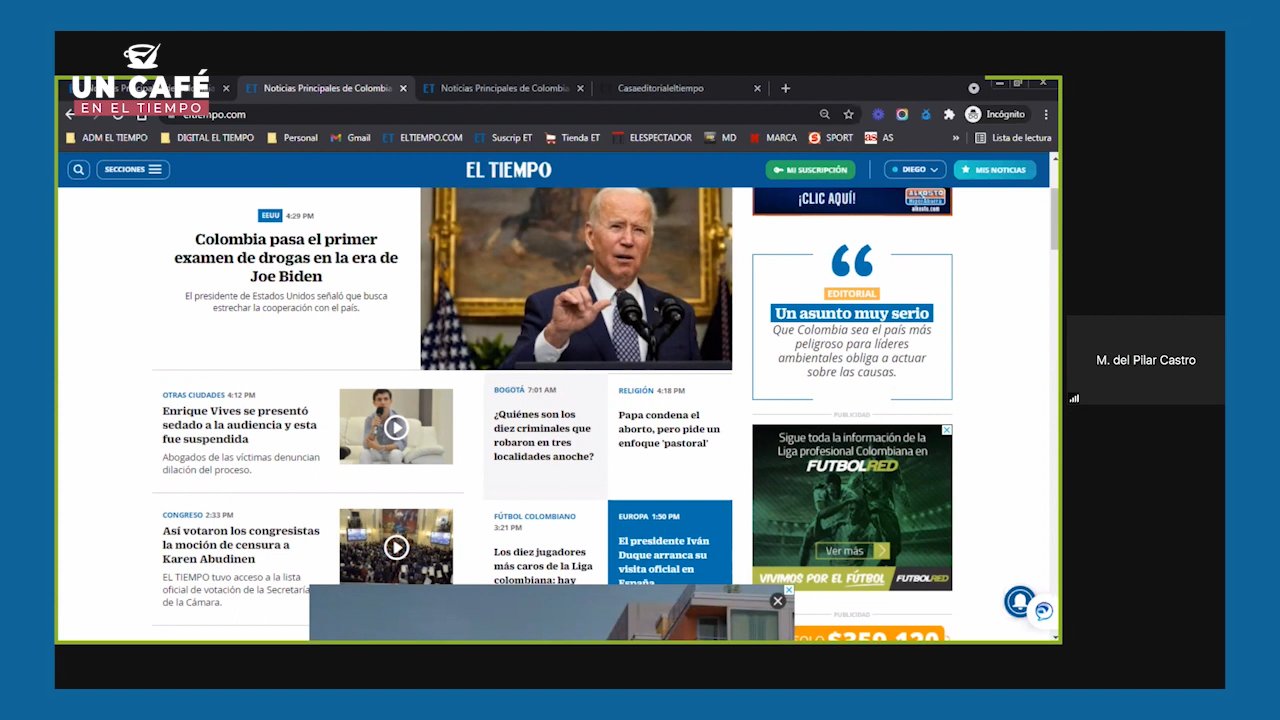 UN CAFÉ
EN EL TIEMPO
Noticias Principales de Colombia
Noticias Principales de Colombia
Casaeditorialeltiempo
eltiempo.com
Incógnito
ADM EL TIEMPO
DIGITAL EL TIEMPO
Personal
Gmail
ELTIEMPO.COM
Suscrip ET
Tienda ET
ELESPECTADOR
MD
MARCA
SPORT
AS
»
Lista de lectura
SECCIONES
EL TIEMPO
MI SUSCRIPCIÓN
DIEGO
MIS NOTICIAS
EEUU 4:29 PM
Colombia pasa el primer
examen de drogas en la era de
Joe Biden
El presidente de Estados Unidos señaló que busca
estrechar la cooperación con el país.
¡CLIC AQUÍ!
ALKOSTO
alkosto.com
EDITORIAL
Un asunto muy serio
Que Colombia sea el país más
peligroso para líderes
ambientales obliga a actuar
sobre las causas.
M. del Pilar Castro
OTRAS CIUDADES 4:12 PM
Enrique Vives se presentó
sedado a la audiencia y esta
fue suspendida
Abogados de las víctimas denuncian
dilación del proceso.
BOGOTÁ 7:01 AM
¿Quiénes son los
diez criminales que
robaron en tres
localidades anoche?
RELIGIÓN 4:18 PM
Papa condena el
aborto, pero pide un
enfoque 'pastoral'
PUBLICIDAD
Sigue toda la información de la
Liga profesional Colombiana en
FUTBOLRED
Ver más
VIVIMOS POR EL FÚTBOL
FUTBOLRED
CONGRESO 2:33 PM
Así votaron los congresistas
la moción de censura a
Karen Abudinen
EL TIEMPO tuvo acceso a la lista
oficial de votación de la Secretaría
de la Cámara.
FÚTBOL COLOMBIANO
3:21 PM
Los diez jugadores
más caros de la Liga
colombiana: hay
EUROPA 1:50 PM
El presidente Iván
Duque arranca su
visita oficial en
España
PUBLICIDAD
SOLO $359.120